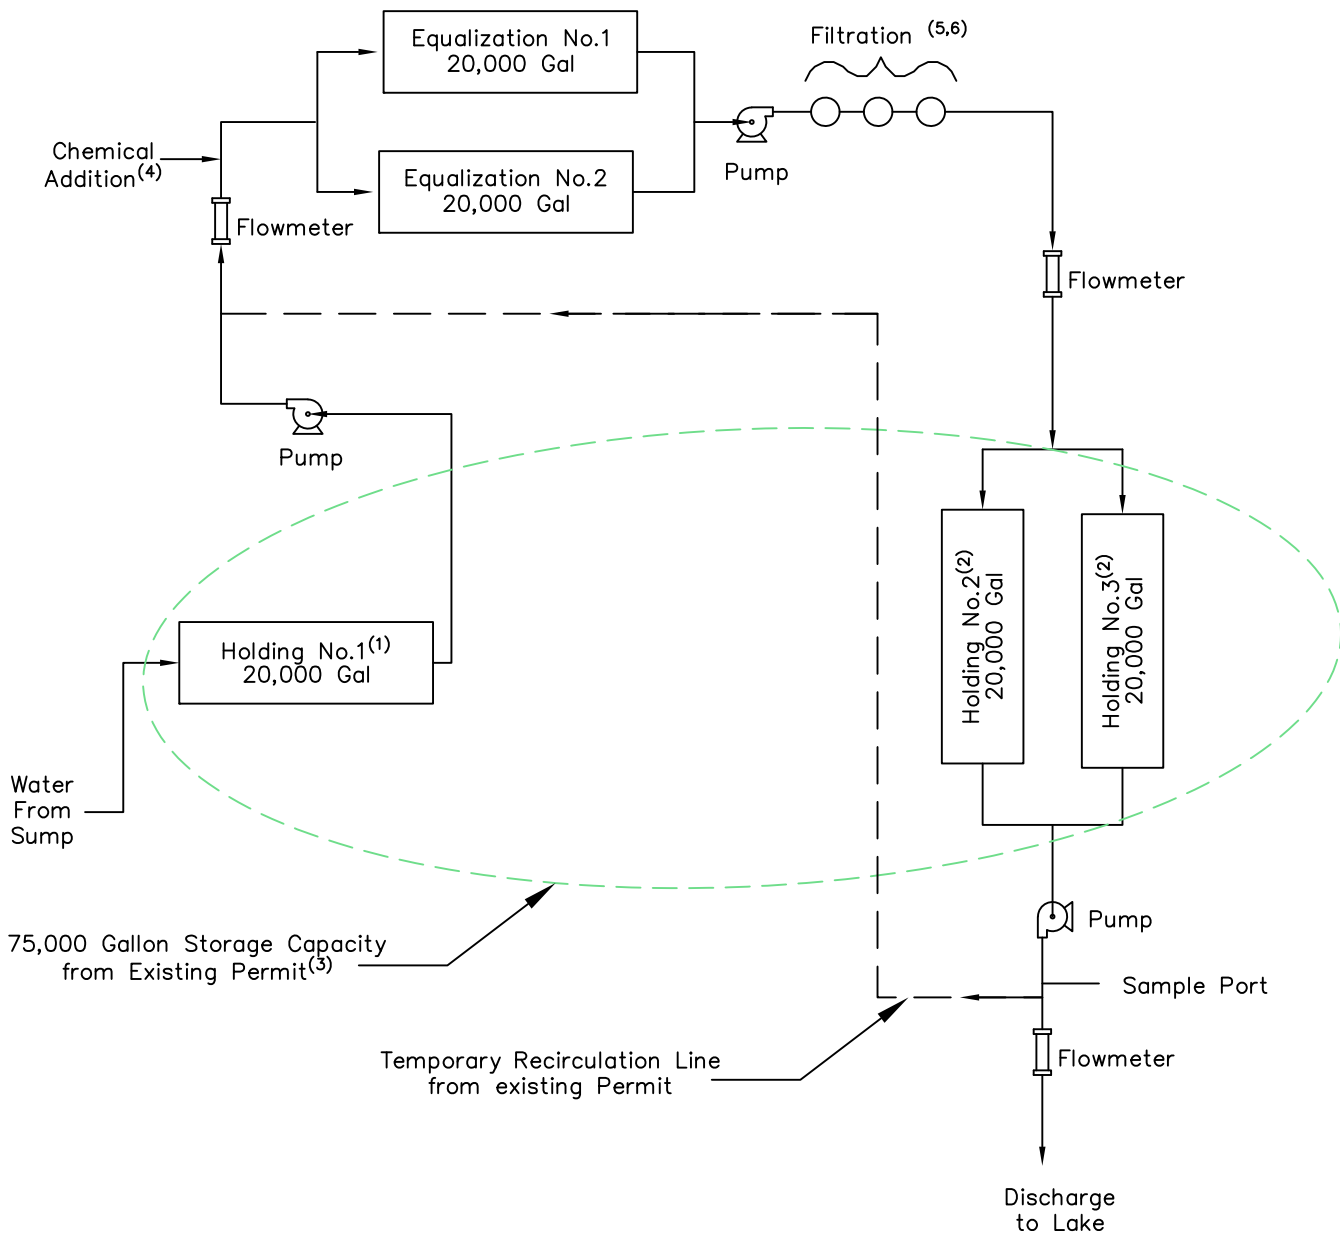 Equalization No.1
20,000 Gal
Filtration (5,6)
Chemical
Addition(4)
Equalization No.2
20,000 Gal
Pump
Flowmeter
Flowmeter
Pump
Holding No.1(1)
20,000 Gal
Holding No.2(2)
20,000 Gal
Holding No.3(2)
20,000 Gal
Water
From
Sump
75,000 Gallon Storage Capacity
from Existing Permit(3)
Pump
Sample Port
Temporary Recirculation Line
from existing Permit
Flowmeter
Discharge
to Lake